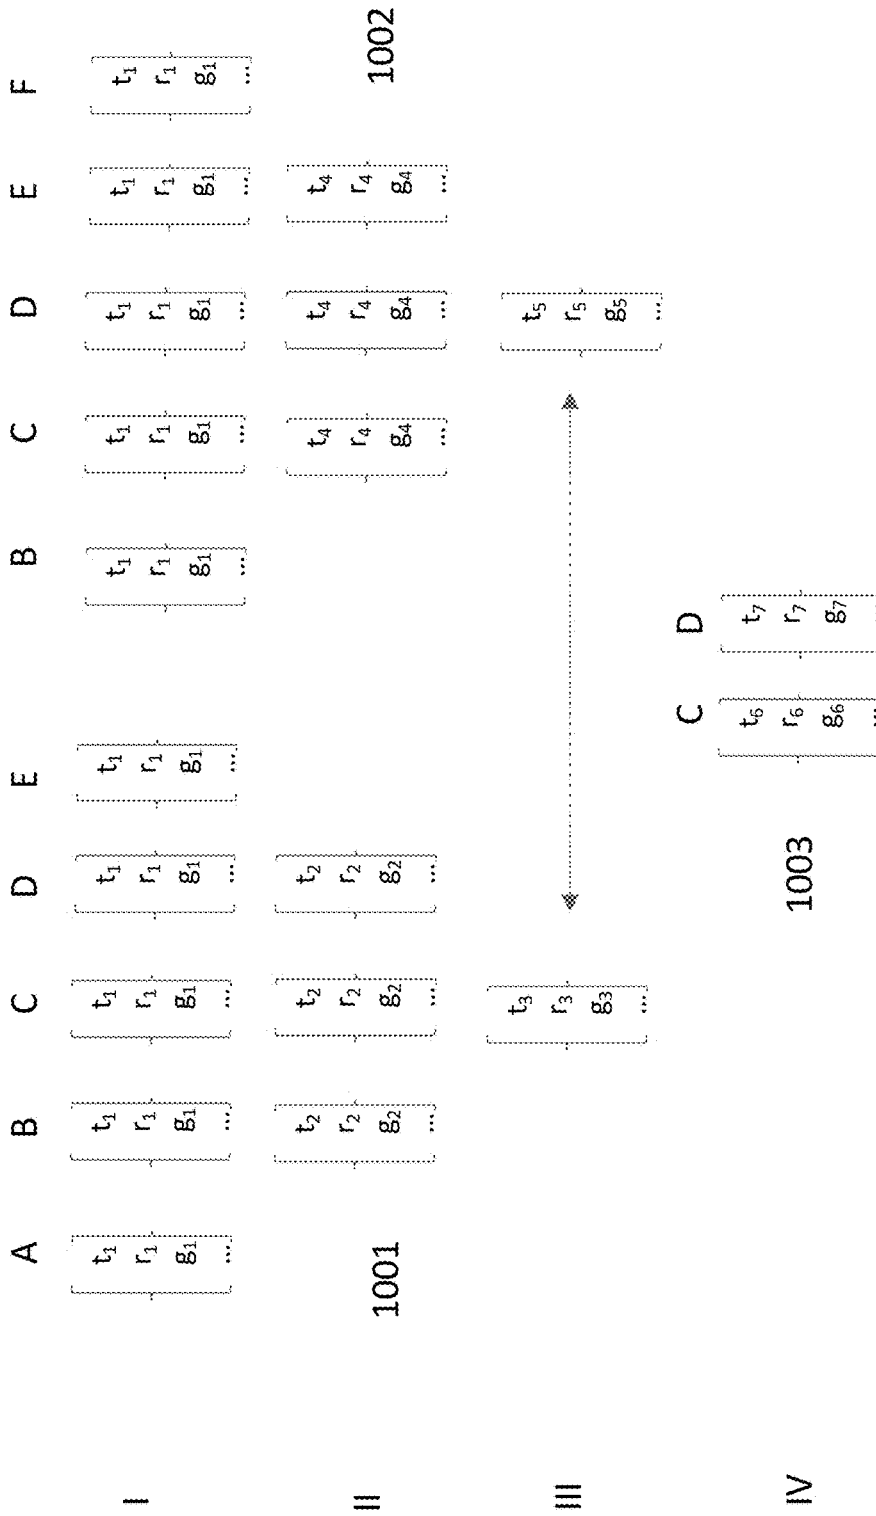 A B C D E B C D E F
t₁ t₁ t₁ t₁ t₁ t₁ t₁ t₁ t₁ t₁
I r₁ r₁ r₁ r₁ r₁ r₁ r₁ r₁ r₁ r₁
g₁ g₁ g₁ g₁ g₁ g₁ g₁ g₁ g₁ g₁
... ... ... ... ... ... ... ... ... ...
t₂ t₂ t₂ t₄ t₄ t₄
II r₂ r₂ r₂ r₄ r₄ r₄
1001 g₂ g₂ g₂ g₄ g₄ g₄ 1002
... ... ... ... ... ...
t₃ t₅
III r₃ r₅
g₃ g₅
... ...
C D
t₆ t₇
IV 1003 r₆ r₇
g₆ g₇
... ...